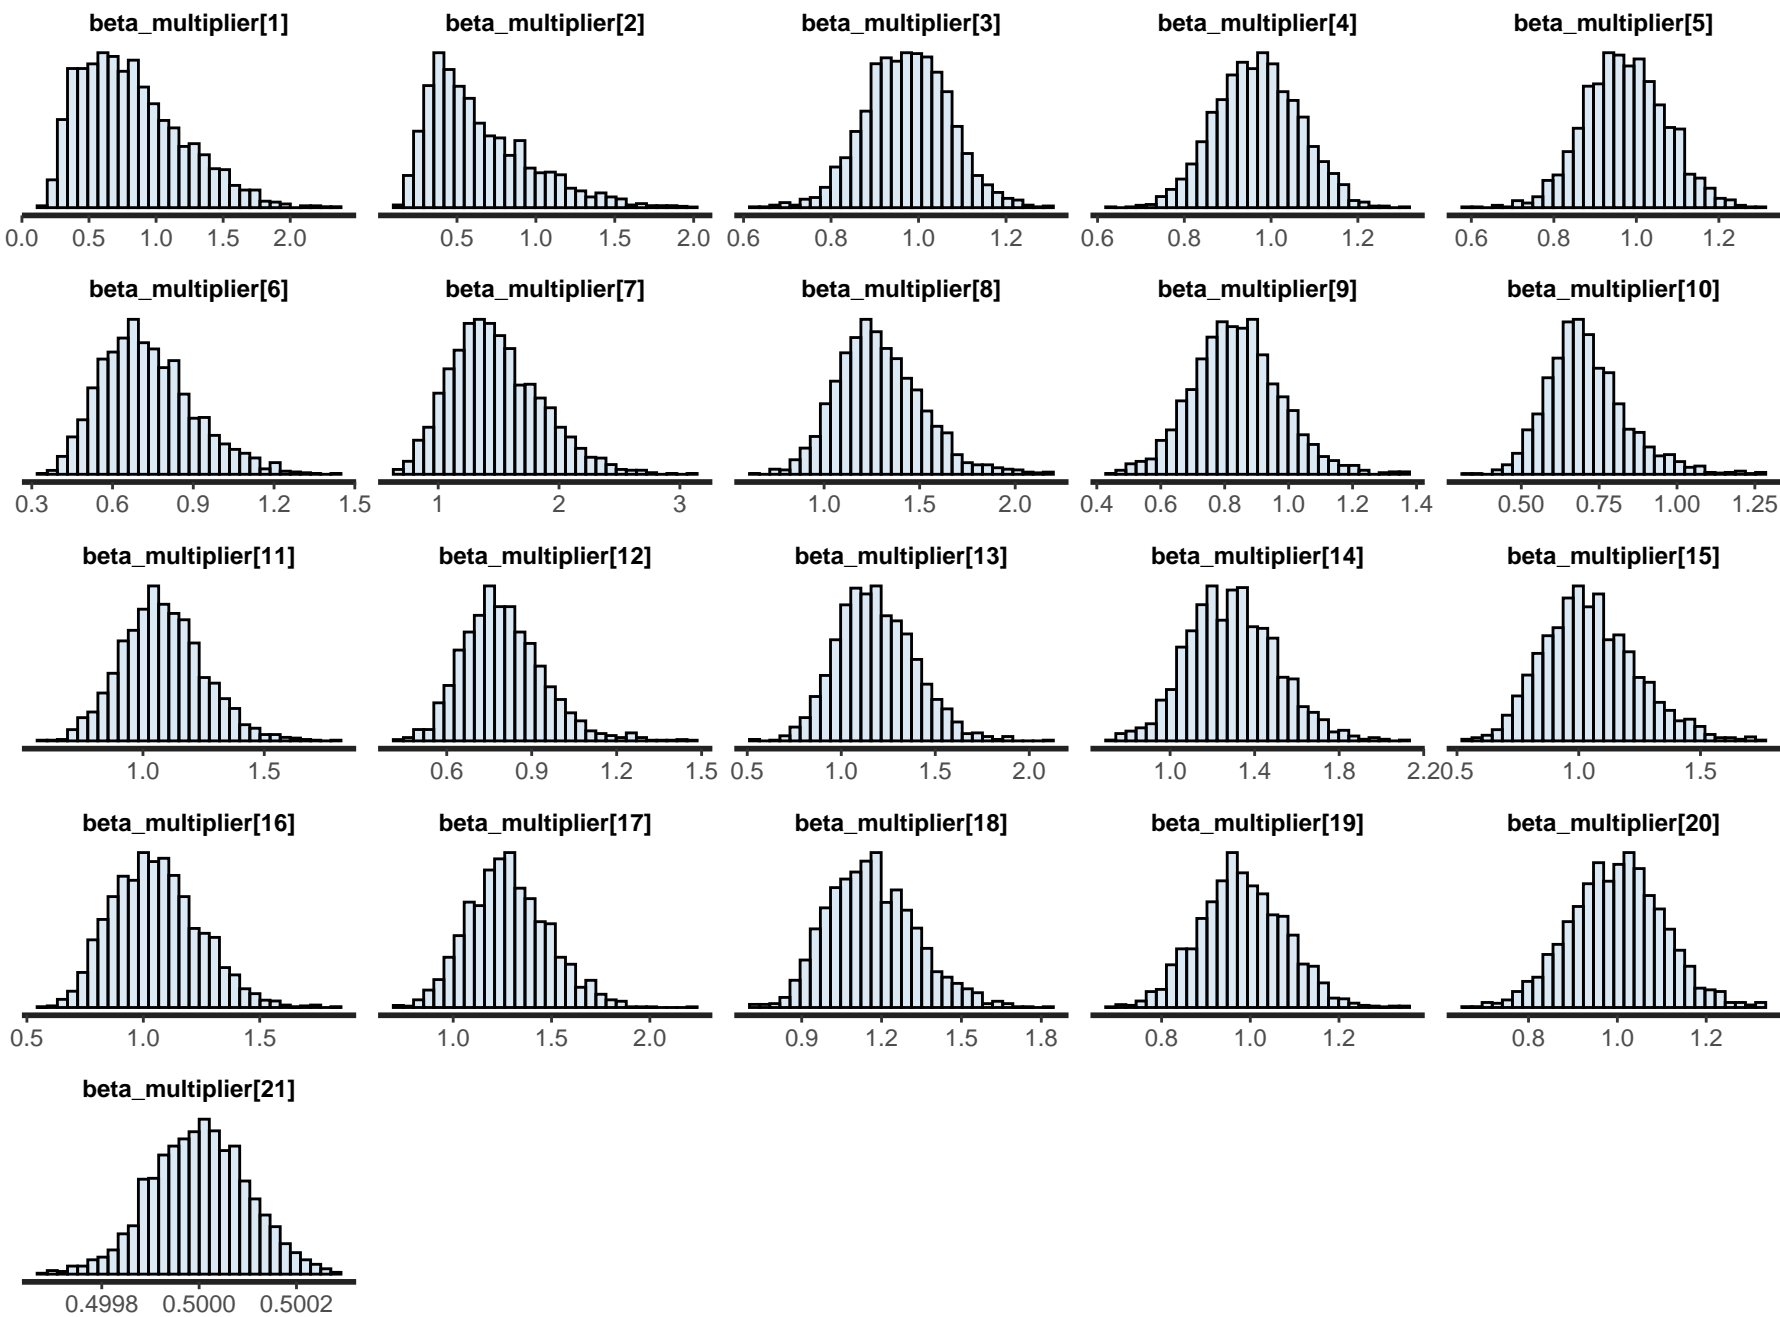 beta_multiplier[1] beta_multiplier[2] beta_multiplier[3] beta_multiplier[4] beta_multiplier[5]
0.0 0.5 1.0 1.5 2.0 0.5 1.0 1.5 2.0 0.6 0.8 1.0 1.2 0.6 0.8 1.0 1.2 0.6 0.8 1.0 1.2
beta_multiplier[6] beta_multiplier[7] beta_multiplier[8] beta_multiplier[9] beta_multiplier[10]
0.3 0.6 0.9 1.2 1.5 1 2 3 1.0 1.5 2.0 0.4 0.6 0.8 1.0 1.2 1.4 0.50 0.75 1.00 1.25
beta_multiplier[11] beta_multiplier[12] beta_multiplier[13] beta_multiplier[14] beta_multiplier[15]
1.0 1.5 0.6 0.9 1.2 1.5 0.5 1.0 1.5 2.0 1.0 1.4 1.8 2.2 0.5 1.0 1.5
beta_multiplier[16] beta_multiplier[17] beta_multiplier[18] beta_multiplier[19] beta_multiplier[20]
0.5 1.0 1.5 1.0 1.5 2.0 0.9 1.2 1.5 1.8 0.8 1.0 1.2 0.8 1.0 1.2
beta_multiplier[21]
0.4998 0.5000 0.5002